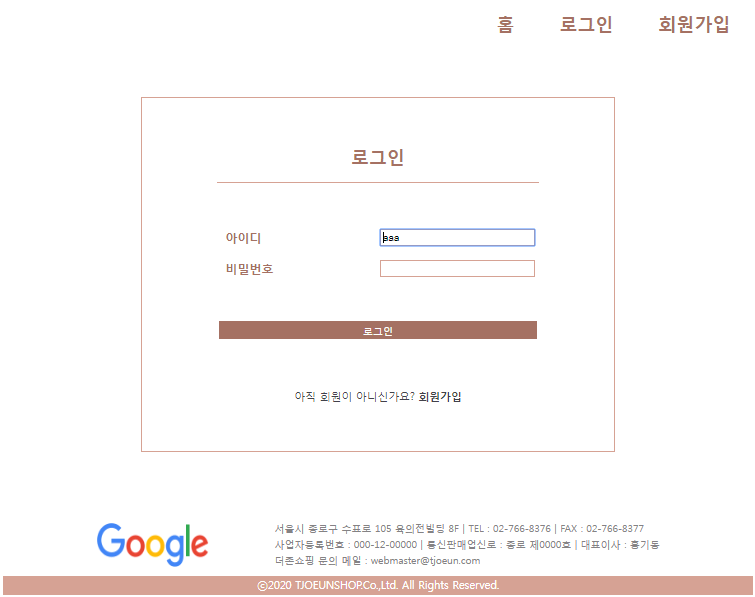 홈 로그인 회원가입
로그인
아이디 aaa
비밀번호
로그인
아직 회원이 아니신가요? 회원가입
Google
서울시 종로구 수표로 105 육의전빌딩 8F | TEL : 02-766-8376 | FAX : 02-766-8377
사업자등록번호 : 000-12-00000 | 통신판매업신로 : 종로 제0000호 | 대표이사 : 홍기동
더존쇼핑 문의 메일 : webmaster@tjoeun.com
ⓒ2020 TJOEUNSHOP.Co.,Ltd. All Rights Reserved.